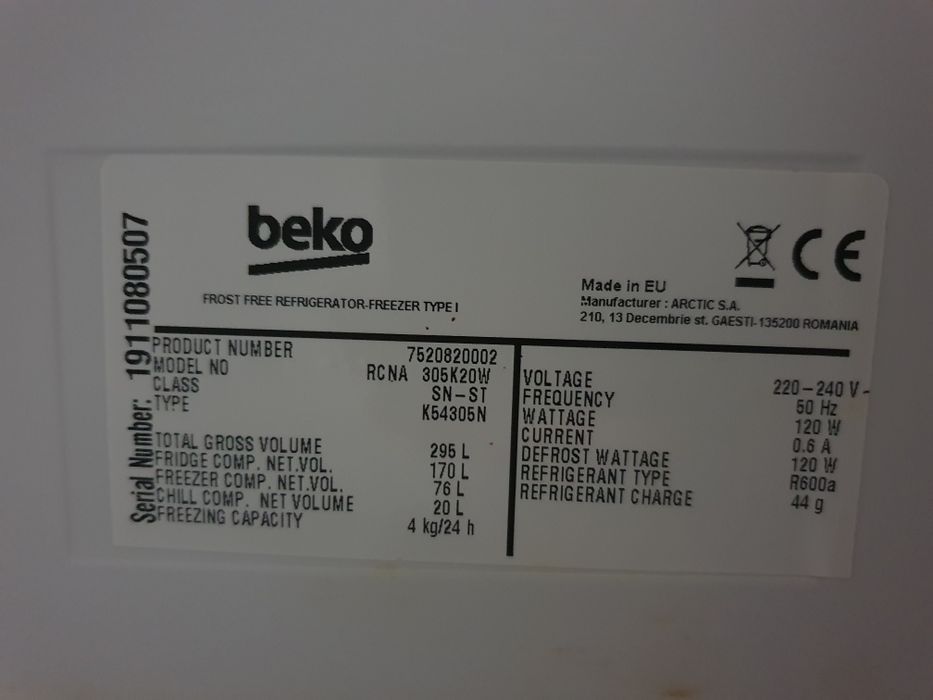 beko
FROST FREE REFRIGERATOR-FREEZER TYPE I
CE
Made in EU
Manufacturer : ARCTIC S.A.
210, 13 Decembrie st. GAESTI-135200 ROMANIA
Serial Number: 1911080507
PRODUCT NUMBER 7520820002
MODEL NO RCNA 305K20W
CLASS SN-ST
TYPE K54305N
TOTAL GROSS VOLUME 295 L
FRIDGE COMP. NET.VOL. 170 L
FREEZER COMP. NET.VOL. 76 L
CHILL COMP. NET VOLUME 20 L
FREEZING CAPACITY 4 kg/24 h
VOLTAGE 220-240 V~
FREQUENCY 50 Hz
WATTAGE 120 W
CURRENT 0.6 A
DEFROST WATTAGE 120 W
REFRIGERANT TYPE R600a
REFRIGERANT CHARGE 44 g